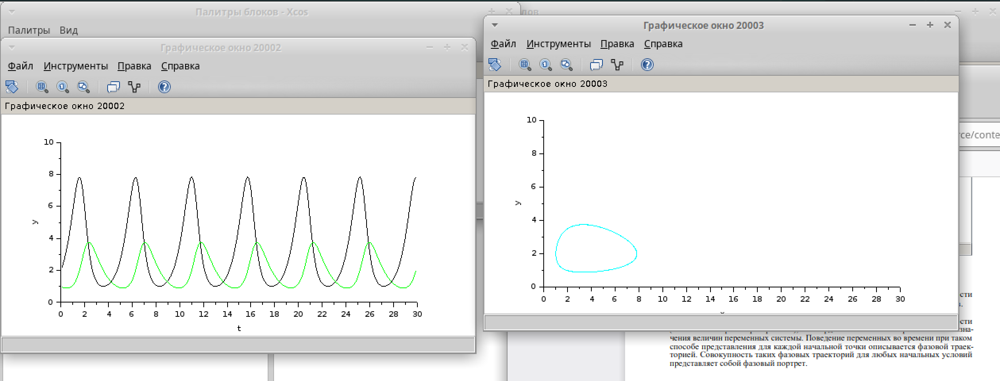 Палитры блоков - Xcos
Палитры Вид
Графическое окно 20002
Файл Инструменты Правка Справка
Графическое окно 20002
10
8
6
4
2
0
y
0 2 4 6 8 10 12 14 16 18 20 22 24 26 28 30
t
лов
Графическое окно 20003
Файл Инструменты Правка Справка
Графическое окно 20003
10
8
6
4
2
0
y
0 2 4 6 8 10 12 14 16 18 20 22 24 26 28 30
rce/conte
сти
сти
зна-
чения величин переменных системы. Поведение переменных во времени при таком
способе представления для каждой начальной точки описывается фазовой траек-
торией. Совокупность таких фазовых траекторий для любых начальных условий
представляет собой фазовый портрет.